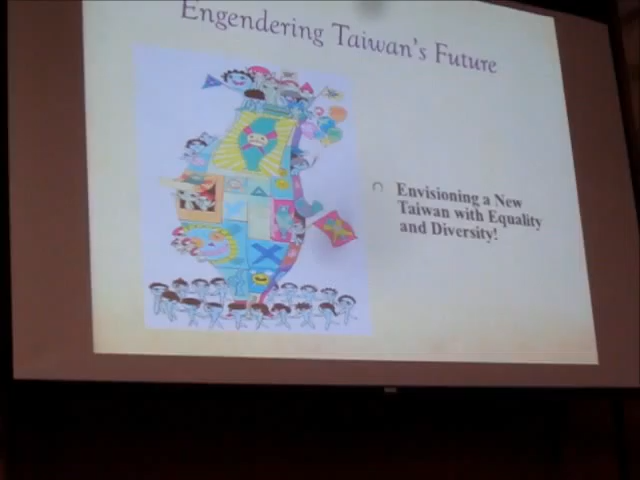 Engendering Taiwan's Future
Envisioning a New
Taiwan with Equality
and Diversity!